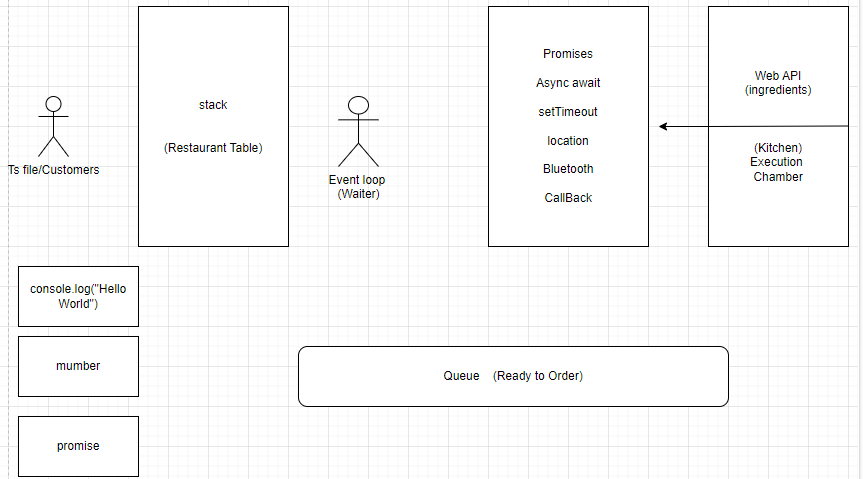 stack
(Restaurant Table)
Ts file/Customers
Event loop
(Waiter)
Promises
Async await
setTimeout
location
Bluetooth
CallBack
Web API
(ingredients)
(Kitchen)
Execution
Chamber
console.log("Hello
World")
mumber
promise
Queue (Ready to Order)